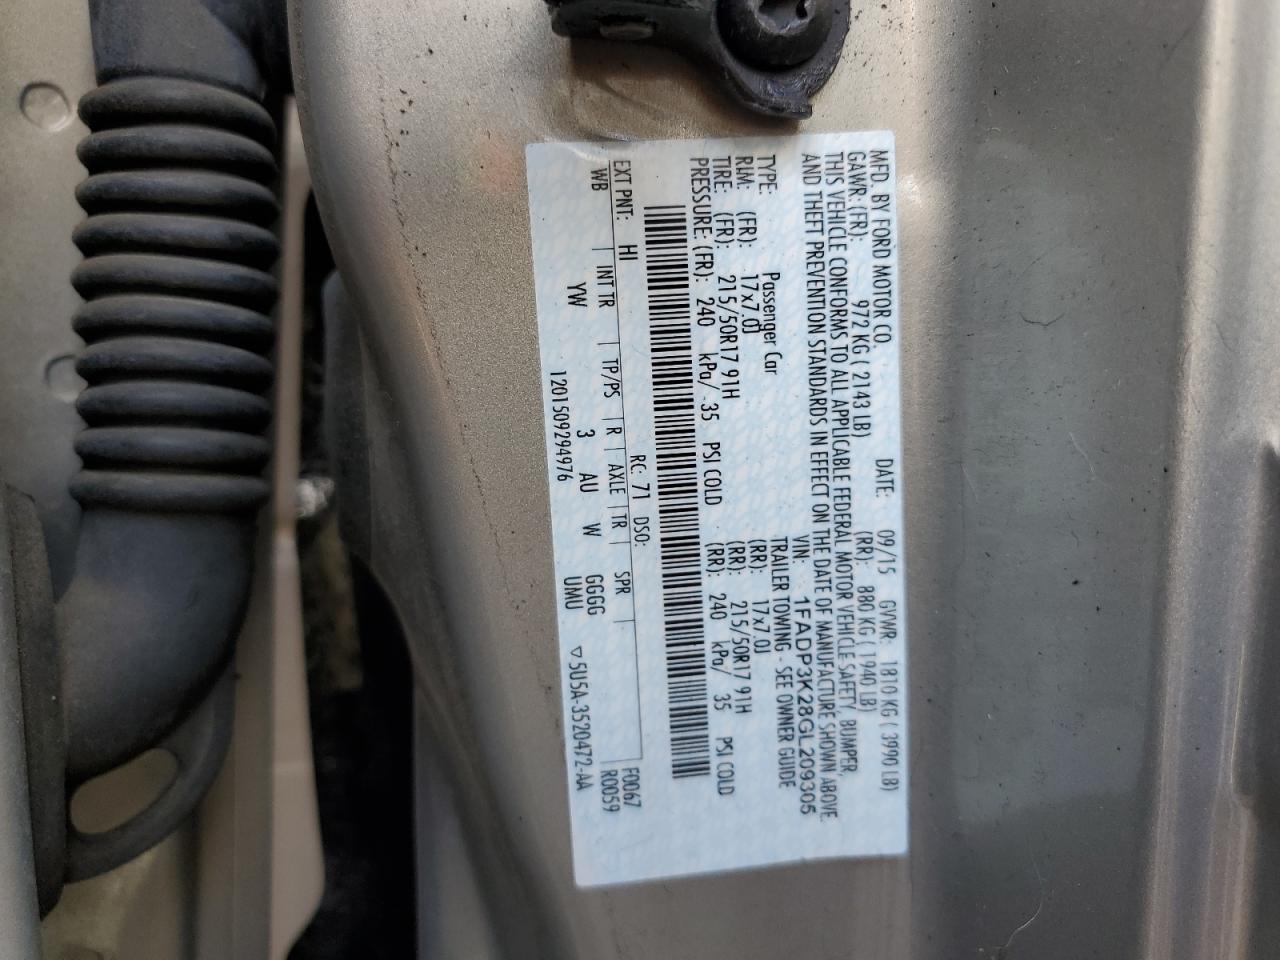 MFD. BY FORD MOTOR CO. DATE: 09/15 GVWR: 1810 KG ( 3990 LB)
GAWR: (FR): 972 KG ( 2143 LB) (RR): 880 KG ( 1940 LB)
THIS VEHICLE CONFORMS TO ALL APPLICABLE FEDERAL MOTOR VEHICLE SAFETY, BUMPER,
AND THEFT PREVENTION STANDARDS IN EFFECT ON THE DATE OF MANUFACTURE SHOWN ABOVE.
VIN: 1FADP3K28GL209305
TYPE: Passenger Car TRAILER TOWING - SEE OWNER GUIDE
RIM: (FR): 17x7.0J (RR): 17x7.0J
TIRE: (FR): 215/50R17 91H (RR): 215/50R17 91H
PRESSURE: (FR): 240 kPa/ 35 PSI COLD (RR): 240 kPa/ 35 PSI COLD
RC: 71 DSO: F0067
EXT PNT: HI | INT TR | TP/PS | R | AXLE | TR | SPR | R0059
WB YW 3 AU W GGGG
UMU
1201509294976 ▽5U5A-3520472-AA